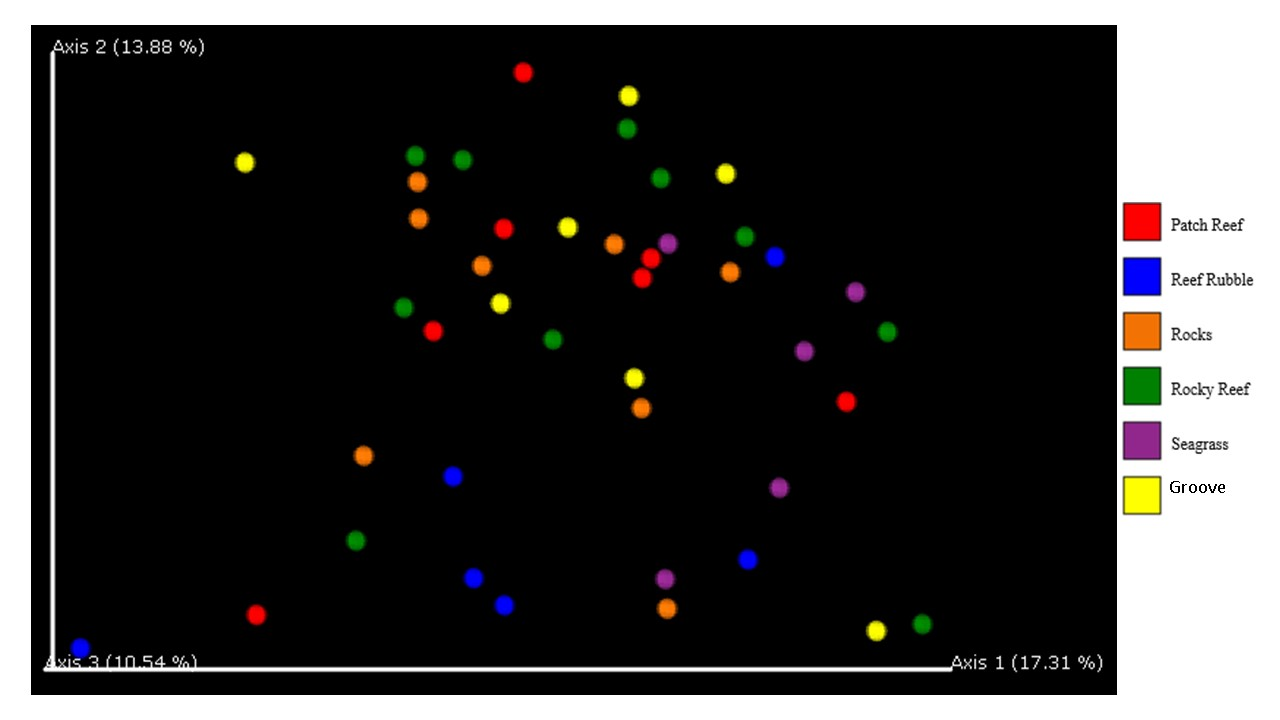 Axis 2 (13.88 %)
Patch Reef
Reef Rubble
Rocks
Rocky Reef
Seagrass
Groove
Axis 3 (10.54 %)
Axis 1 (17.31 %)